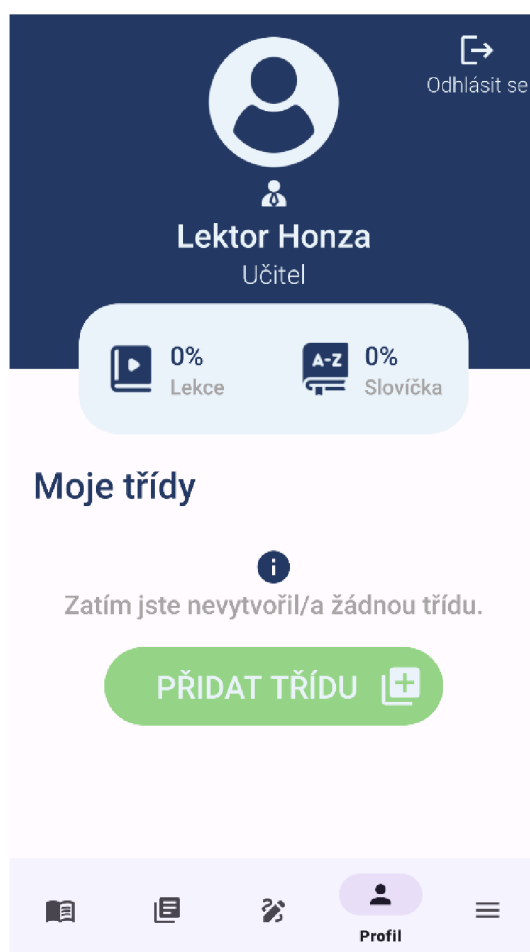 Odhlásit se
Lektor Honza
Učitel
0%
Lekce
A-Z
0%
Slovíčka
Moje třídy
Zatím jste nevytvořil/a žádnou třídu.
PŘIDAT TŘÍDU
Profil